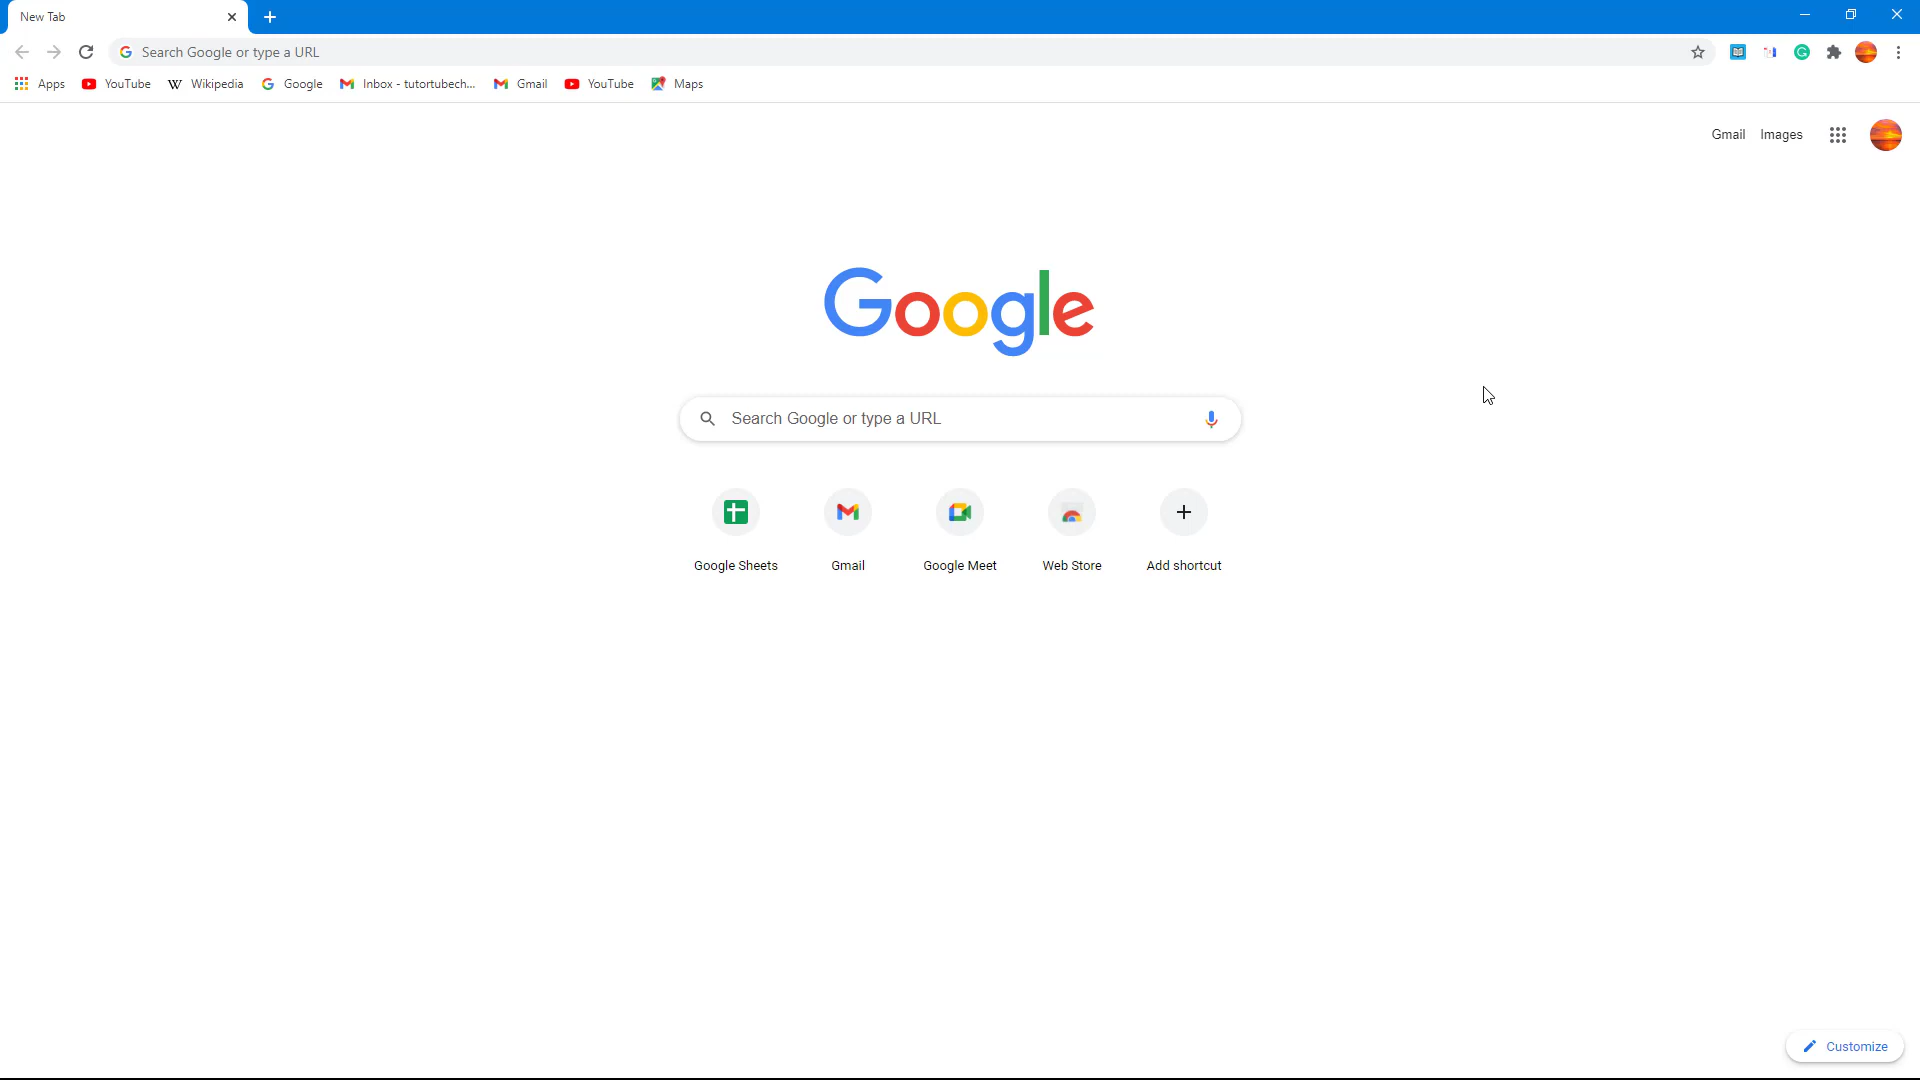 New Tab
Search Google or type a URL
Apps YouTube Wikipedia Google Inbox - tutortubech... Gmail YouTube Maps
Gmail Images
Google
Search Google or type a URL
Google Sheets Gmail Google Meet Web Store Add shortcut
Customize